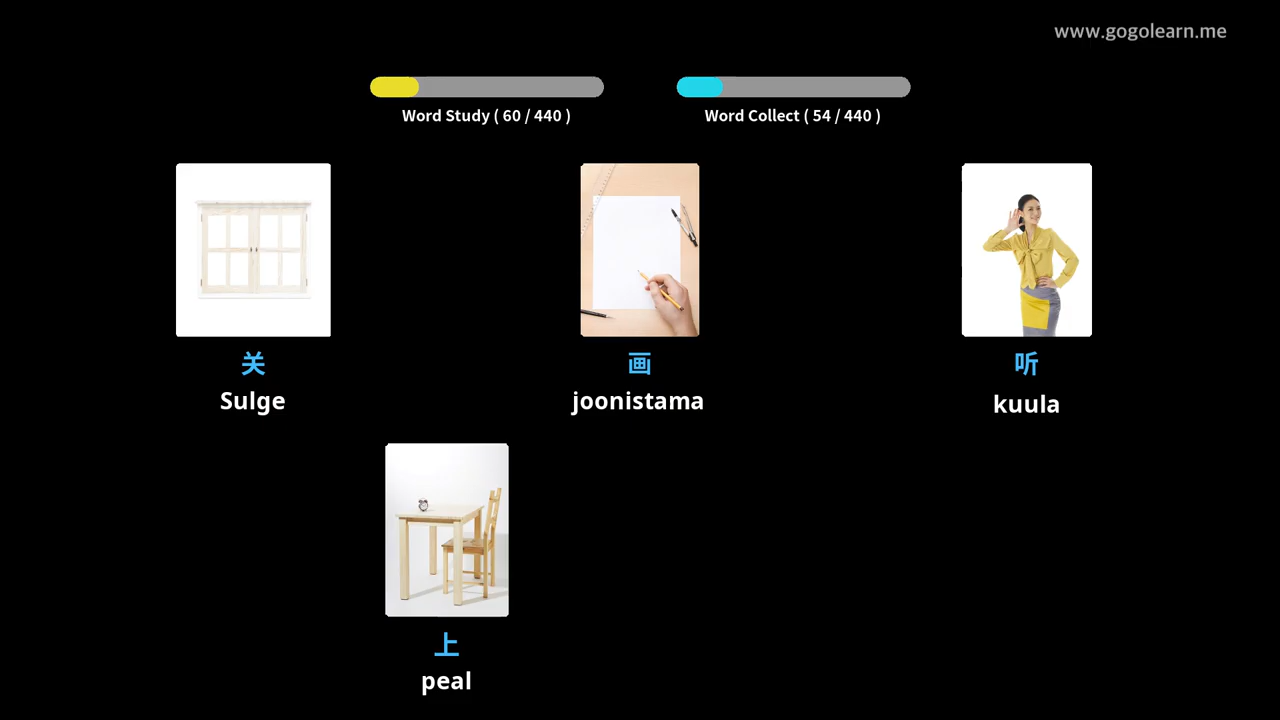 www.gogolearn.me
Word Study ( 60 / 440 )
Word Collect ( 54 / 440 )
关
Sulge
画
joonistama
听
kuula
上
peal